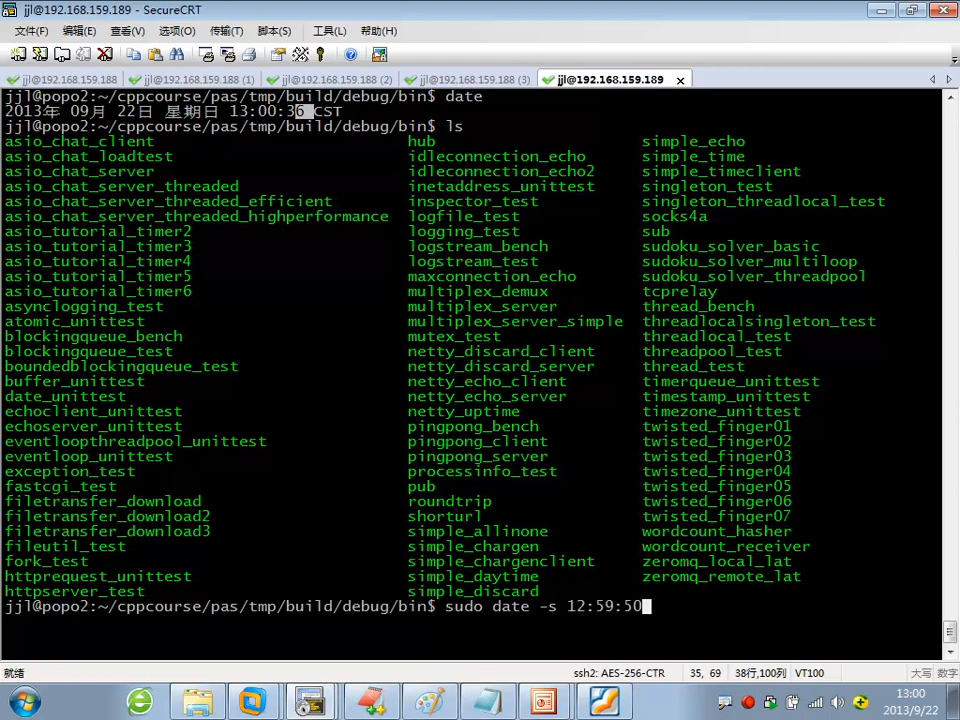 jjl@192.168.159.189 - SecureCRT
文件(F) 编辑(E) 查看(V) 选项(O) 传输(T) 脚本(S) 工具(L) 帮助(H)
jjl@192.168.159.188 jjl@192.168.159.188 (1) jjl@192.168.159.188 (2) jjl@192.168.159.188 (3) jjl@192.168.159.189
jjl@popo2:~/cppcourse/pas/tmp/build/debug/bin$ date
2013年 09月 22日 星期日 13:00:36 CST
jjl@popo2:~/cppcourse/pas/tmp/build/debug/bin$ ls
asio_chat_client hub simple_echo
asio_chat_loadtest idleconnection_echo simple_time
asio_chat_server idleconnection_echo2 simple_timeclient
asio_chat_server_threaded inetaddress_unittest singleton_test
asio_chat_server_threaded_efficient inspector_test singleton_threadlocal_test
asio_chat_server_threaded_highperformance logfile_test socks4a
asio_tutorial_timer2 logging_test sub
asio_tutorial_timer3 logstream_bench sudoku_solver_basic
asio_tutorial_timer4 logstream_test sudoku_solver_multiloop
asio_tutorial_timer5 maxconnection_echo sudoku_solver_threadpool
asio_tutorial_timer6 multiplex_demux tcprelay
asynclogging_test multiplex_server thread_bench
atomic_unittest multiplex_server_simple threadlocalsingleton_test
blockingqueue_bench mutex_test threadlocal_test
blockingqueue_test netty_discard_client threadpool_test
boundedblockingqueue_test netty_discard_server thread_test
buffer_unittest netty_echo_client timerqueue_unittest
date_unittest netty_echo_server timestamp_unittest
echoclient_unittest netty_uptime timezone_unittest
echoserver_unittest pingpong_bench twisted_finger01
eventloopthreadpool_unittest pingpong_client twisted_finger02
eventloop_unittest pingpong_server twisted_finger03
exception_test processinfo_test twisted_finger04
fastcgi_test pub twisted_finger05
filetransfer_download roundtrip twisted_finger06
filetransfer_download2 shorturl twisted_finger07
filetransfer_download3 simple_allinone wordcount_hasher
fileutil_test simple_chargen wordcount_receiver
fork_test simple_chargenclient zeromq_local_lat
httprequest_unittest simple_daytime zeromq_remote_lat
httpserver_test simple_discard
jjl@popo2:~/cppcourse/pas/tmp/build/debug/bin$ sudo date -s 12:59:50
就绪 ssh2: AES-256-CTR 35, 69 38行,100列 VT100 大写 数字
13:00
2013/9/22